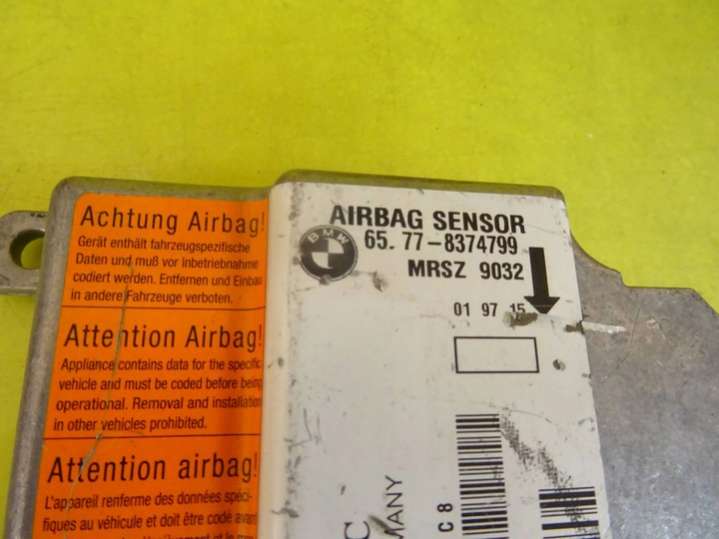 Achtung Airbag!
Gerät enthält fahrzeugspezifische
Daten und muß vor Inbetriebnahme
codiert werden. Entfernen und Einbau
in andere Fahrzeuge verboten.
Attention Airbag!
Appliance contains data for the specific
vehicle and must be coded before being
operational. Removal and installation
in other vehicles prohibited.
Attention airbag!
L'appareil renferme des données spéci-
fiques au véhicule et doit être codé avant
AIRBAG SENSOR
BMW
65. 77-8374799
MRSZ 9032
01 97 15
C 8